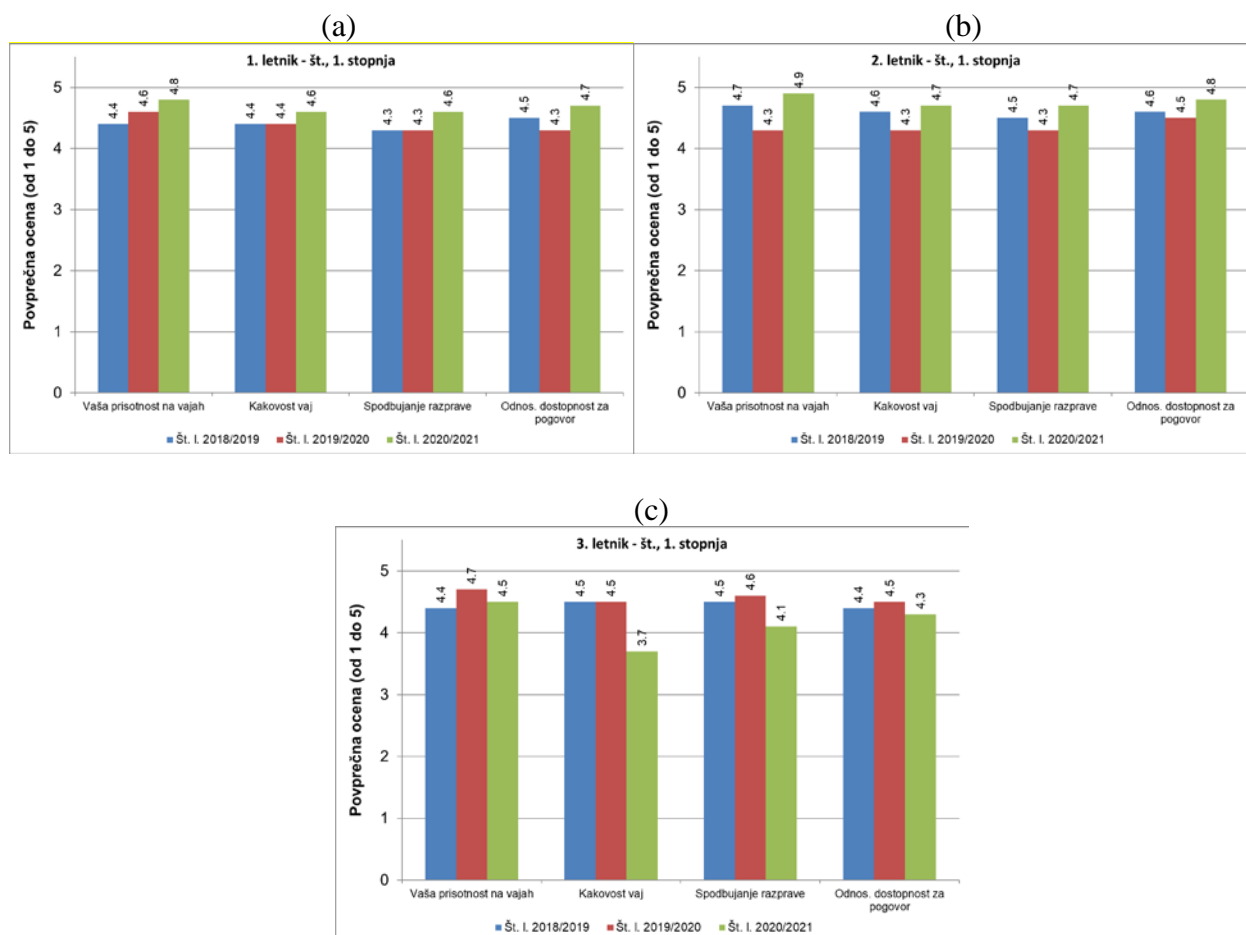 (a)
1. letnik - št., 1. stopnja
Povprečna ocena (od 1 do 5)
5
4
3
2
1
0
4.4
4.6
4.8
4.4
4.4
4.6
4.3
4.3
4.6
4.5
4.3
4.7
Vaša prisotnost na vajah
Kakovost vaj
Spodbujanje razprave
Odnos. dostopnost za
pogovor
Št. l. 2018/2019
Št. l. 2019/2020
Št. l. 2020/2021
(b)
2. letnik - št., 1. stopnja
Povprečna ocena (od 1 do 5)
5
4
3
2
1
0
4.7
4.3
4.9
4.6
4.3
4.7
4.5
4.3
4.7
4.6
4.5
4.8
Vaša prisotnost na vajah
Kakovost vaj
Spodbujanje razprave
Odnos. dostopnost za
pogovor
Št. l. 2018/2019
Št. l. 2019/2020
Št. l. 2020/2021
(c)
3. letnik - št., 1. stopnja
Povprečna ocena (od 1 do 5)
5
4
3
2
1
0
4.4
4.7
4.5
4.5
4.5
3.7
4.5
4.6
4.1
4.4
4.5
4.3
Vaša prisotnost na vajah
Kakovost vaj
Spodbujanje razprave
Odnos. dostopnost za
pogovor
Št. l. 2018/2019
Št. l. 2019/2020
Št. l. 2020/2021